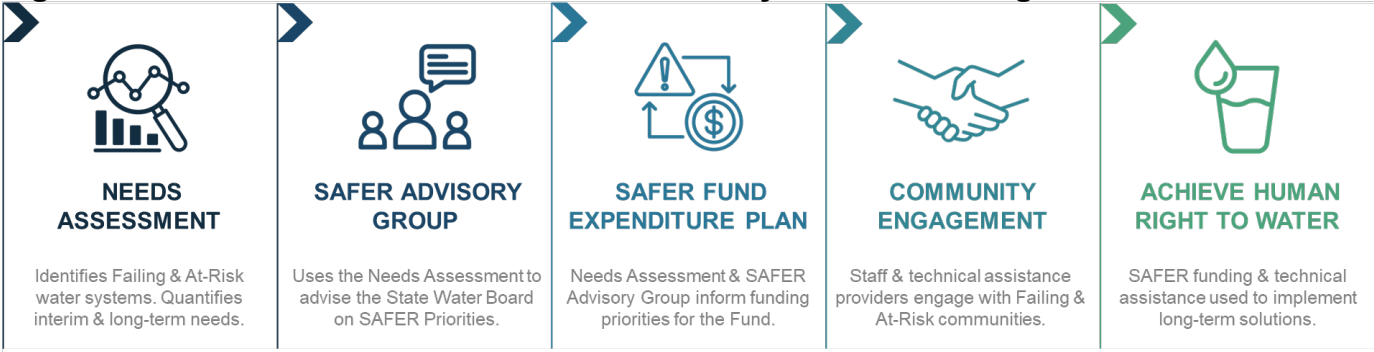 NEEDS
ASSESSMENT
Identifies Failing & At-Risk
water systems. Quantifies
interim & long-term needs.
SAFER ADVISORY
GROUP
Uses the Needs Assessment to
advise the State Water Board
on SAFER Priorities.
SAFER FUND
EXPENDITURE PLAN
Needs Assessment & SAFER
Advisory Group inform funding
priorities for the Fund.
COMMUNITY
ENGAGEMENT
Staff & technical assistance
providers engage with Failing &
At-Risk communities.
ACHIEVE HUMAN
RIGHT TO WATER
SAFER funding & technical
assistance used to implement
long-term solutions.